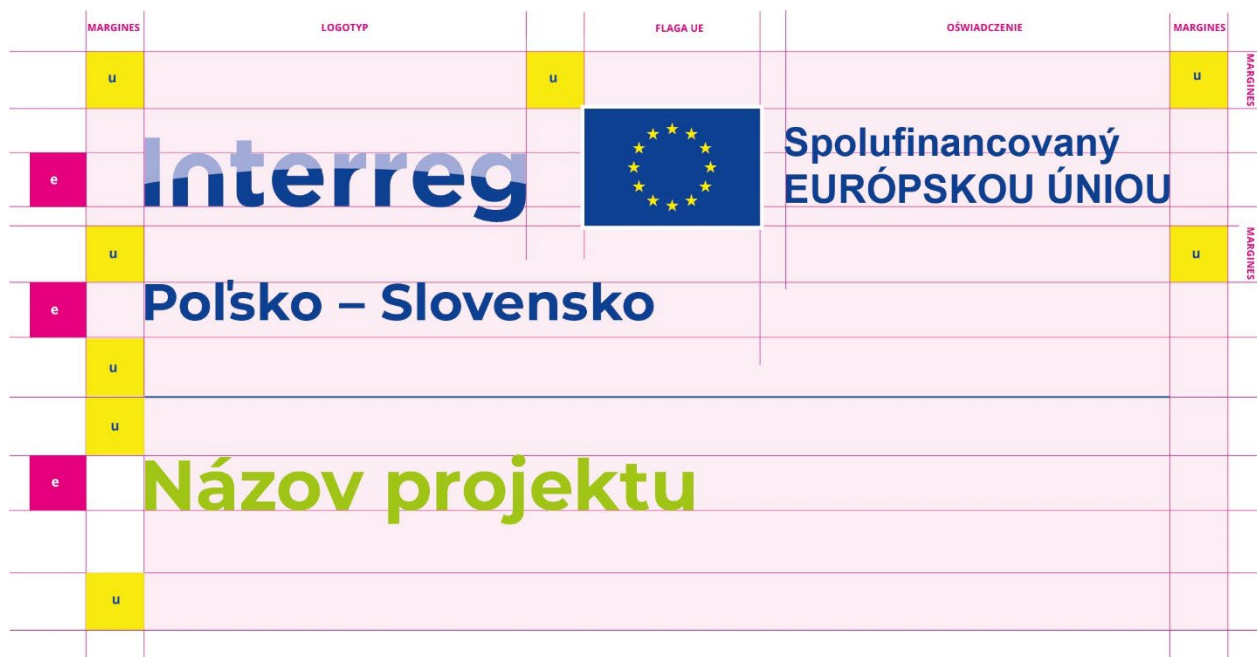 MARGINES LOGOTYP FLAGA UE OŚWIADCZENIE MARGINES
u u u MARGINES
Interreg Spolufinancovaný
e EURÓPSKOU ÚNIOU
u u MARGINES
e Poľsko – Slovensko
u
u
e Názov projektu
u